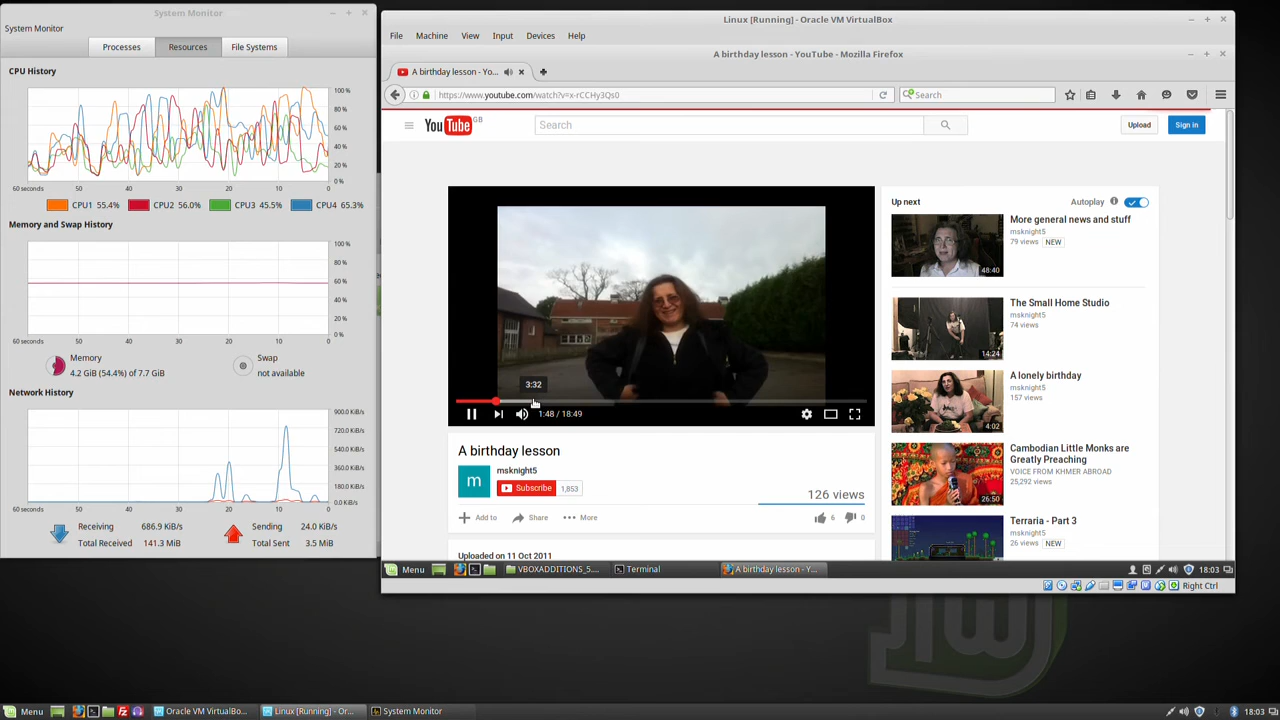 System Monitor
System Monitor
Processes
Resources
File Systems
CPU History
100 %
80 %
60 %
40 %
20 %
0 %
60 seconds
50
40
30
20
10
0
CPU1 55.4%
CPU2 56.0%
CPU3 45.5%
CPU4 65.3%
Memory and Swap History
100 %
80 %
60 %
40 %
20 %
0 %
60 seconds
50
40
30
20
10
0
Memory
4.2 GiB (54.4%) of 7.7 GiB
Swap
not available
Network History
900.0 KiB/s
720.0 KiB/s
540.0 KiB/s
360.0 KiB/s
180.0 KiB/s
0.0 KiB/s
60 seconds
50
40
30
20
10
0
Receiving 686.9 KiB/s
Total Received 141.3 MiB
Sending 24.0 KiB/s
Total Sent 3.5 MiB
Linux [Running] - Oracle VM VirtualBox
File Machine View Input Devices Help
A birthday lesson - YouTube - Mozilla Firefox
A birthday lesson - Yo...
https://www.youtube.com/watch?v=x-rCCHy3Qs0
Search
YouTube GB
Search
Upload
Sign in
3:32
1:48 / 18:49
A birthday lesson
m
msknight5
Subscribe 1,853
126 views
Add to
Share
More
6
0
Uploaded on 11 Oct 2011
Up next
Autoplay
More general news and stuff
msknight5
79 views NEW
48:40
The Small Home Studio
msknight5
74 views
14:24
A lonely birthday
msknight5
157 views
4:02
Cambodian Little Monks are
Greatly Preaching
VOICE FROM KHMER ABROAD
25,292 views
26:50
Terraria - Part 3
msknight5
26 views NEW
Menu
VBOXADDITIONS_5....
Terminal
A birthday lesson - Y...
18:03
Right Ctrl
Menu
Oracle VM VirtualBo...
Linux [Running] - Or...
System Monitor
18:03